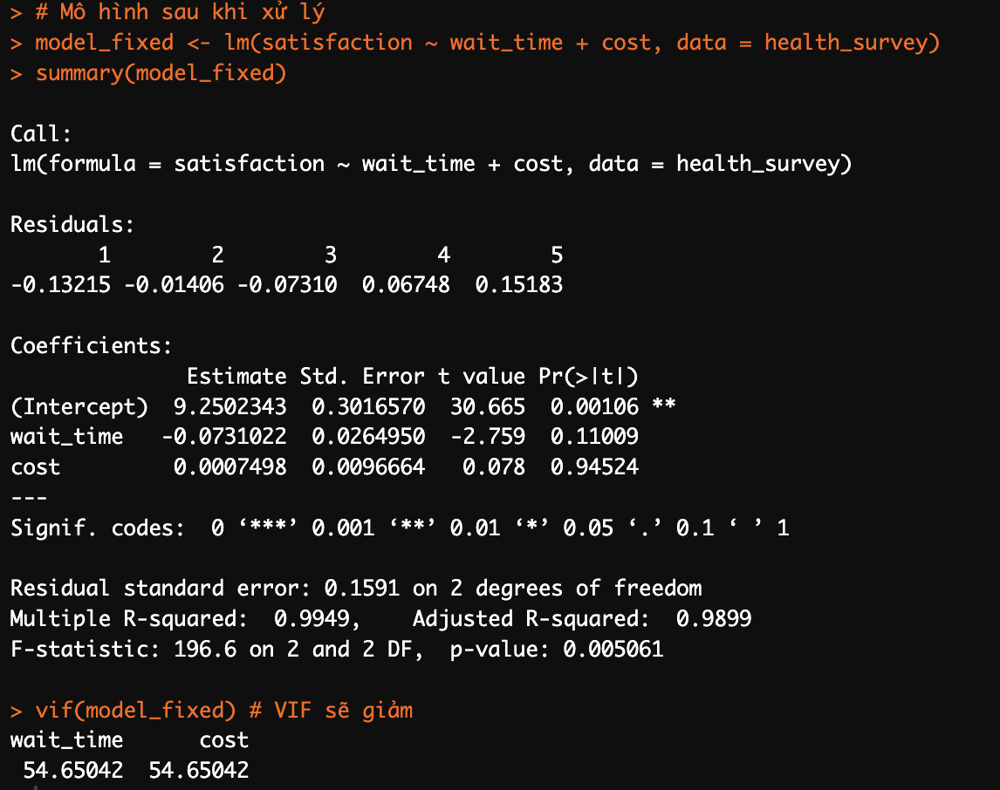 > # Mô hình sau khi xử lý
> model_fixed <- lm(satisfaction ~ wait_time + cost, data = health_survey)
> summary(model_fixed)
Call:
lm(formula = satisfaction ~ wait_time + cost, data = health_survey)
Residuals:
1 2 3 4 5
-0.13215 -0.01406 -0.07310 0.06748 0.15183
Coefficients:
Estimate Std. Error t value Pr(>|t|)
(Intercept) 9.2502343 0.3016570 30.665 0.00106 **
wait_time -0.0731022 0.0264950 -2.759 0.11009
cost 0.0007498 0.0096664 0.078 0.94524
---
Signif. codes: 0 ‘***’ 0.001 ‘**’ 0.01 ‘*’ 0.05 ‘.’ 0.1 ‘ ’ 1
Residual standard error: 0.1591 on 2 degrees of freedom
Multiple R-squared: 0.9949, Adjusted R-squared: 0.9899
F-statistic: 196.6 on 2 and 2 DF, p-value: 0.005061
> vif(model_fixed) # VIF sẽ giảm
wait_time cost
54.65042 54.65042